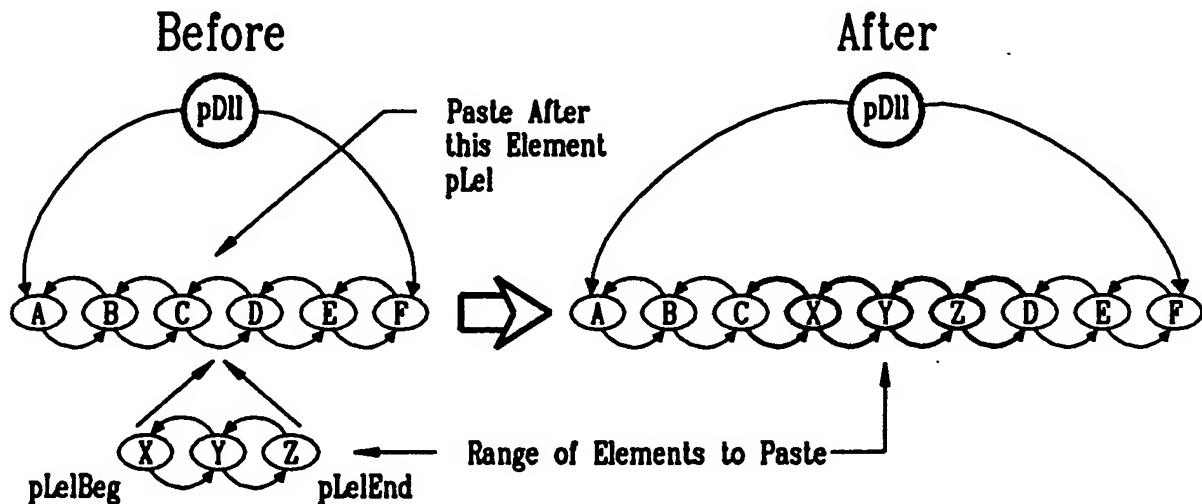 Before
After
pDll
pDll
Paste After
this Element
pLel
A B C D E F
A B C X Y Z D E F
X Y Z
Range of Elements to Paste
pLelBeg
pLelEnd